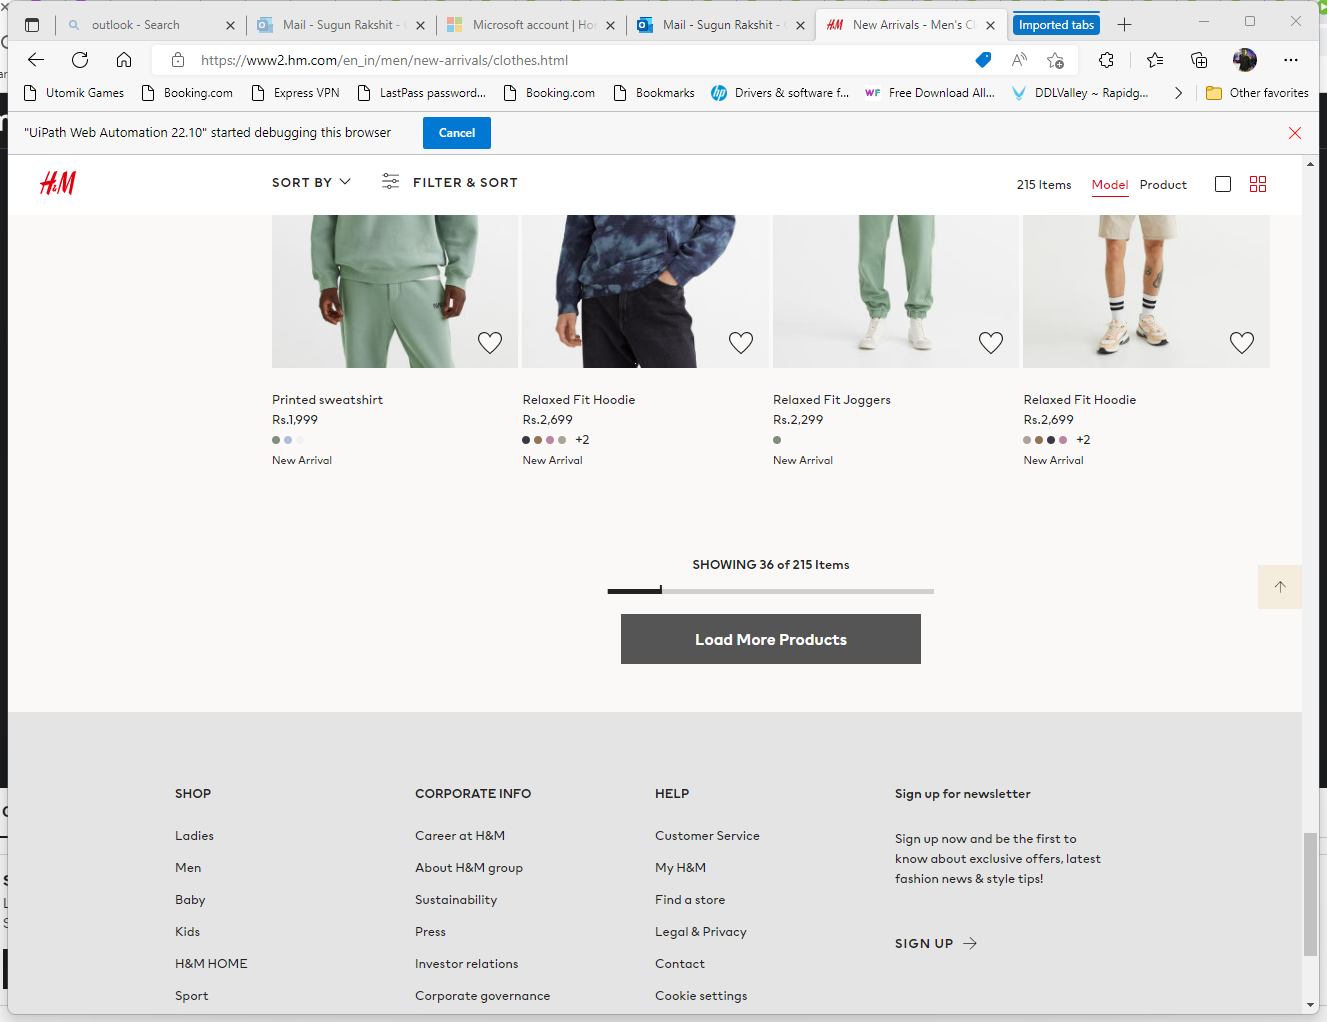 outlook - Search
Mail - Sugun Rakshit -
Microsoft account | Ho
Mail - Sugun Rakshit -
H&M New Arrivals - Men's Cl
Imported tabs
https://www2.hm.com/en_in/men/new-arrivals/clothes.html
Utomik Games
Booking.com
Express VPN
LastPass password...
Booking.com
Bookmarks
hp Drivers & software f...
WF Free Download All...
DDLValley ~ Rapidg...
Other favorites
"UiPath Web Automation 22.10" started debugging this browser
Cancel
H&M
SORT BY
FILTER & SORT
215 Items
Model
Product
Printed sweatshirt
Rs.1,999
New Arrival
Relaxed Fit Hoodie
Rs.2,699
+2
New Arrival
Relaxed Fit Joggers
Rs.2,299
New Arrival
Relaxed Fit Hoodie
Rs.2,699
+2
New Arrival
SHOWING 36 of 215 Items
Load More Products
SHOP
Ladies
Men
Baby
Kids
H&M HOME
Sport
CORPORATE INFO
Career at H&M
About H&M group
Sustainability
Press
Investor relations
Corporate governance
HELP
Customer Service
My H&M
Find a store
Legal & Privacy
Contact
Cookie settings
Sign up for newsletter
Sign up now and be the first to
know about exclusive offers, latest
fashion news & style tips!
SIGN UP